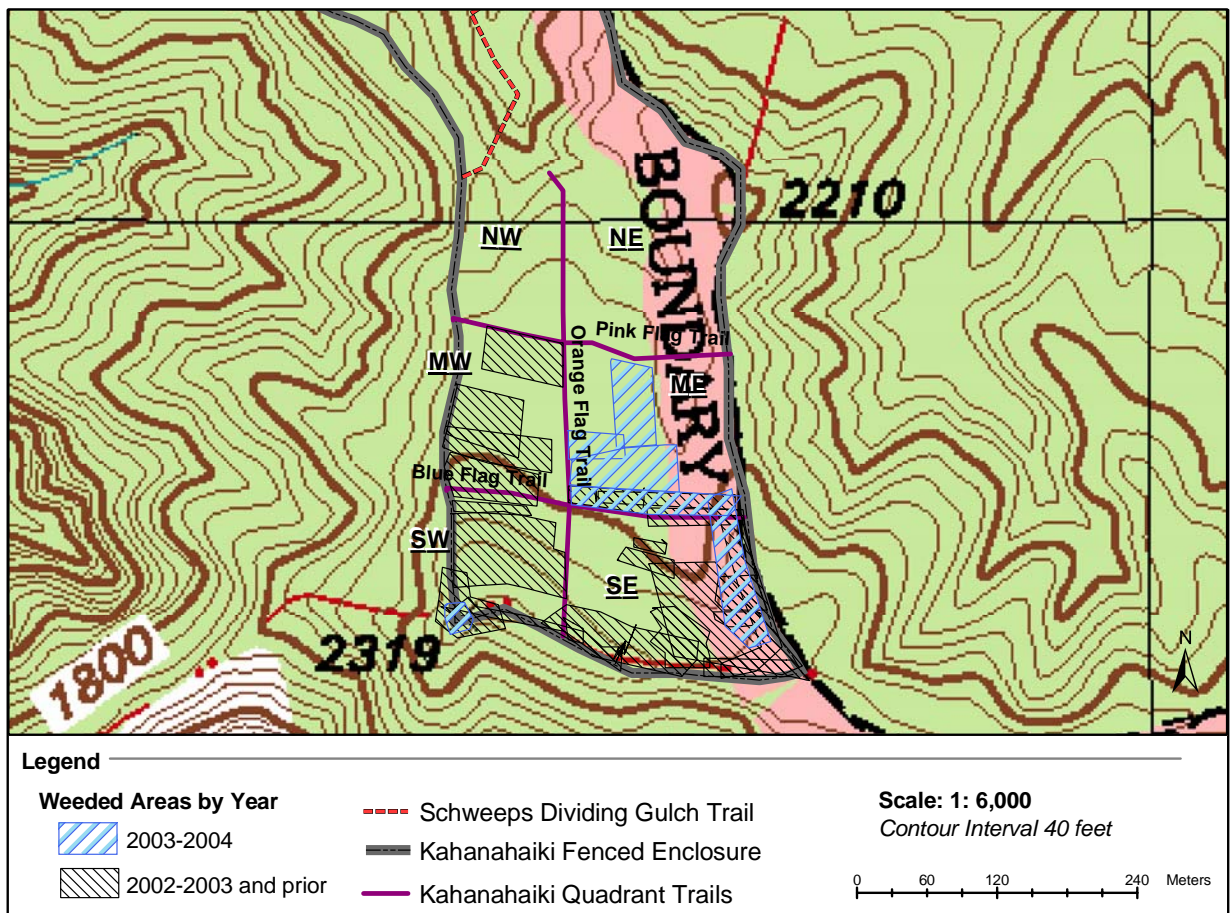 BOUNDARY
2210
NW
NE
Pink Flag Trail
MW
Orange Flag Trail
ME
Blue Flag Trail
SW
SE
2319
1800
N
Legend
Weeded Areas by Year
2003-2004
2002-2003 and prior
Schweeps Dividing Gulch Trail
Kahanahaiki Fenced Enclosure
Kahanahaiki Quadrant Trails
Scale: 1: 6,000
Contour Interval 40 feet
0 60 120 240 Meters